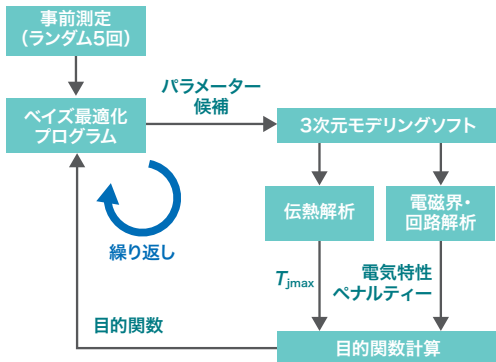 事前測定
（ランダム5回）
ベイズ最適化
プログラム
パラメーター
候補
3次元モデリングソフト
繰り返し
伝熱解析
電磁界・
回路解析
Tjmax
電気特性
ペナルティー
目的関数
目的関数計算